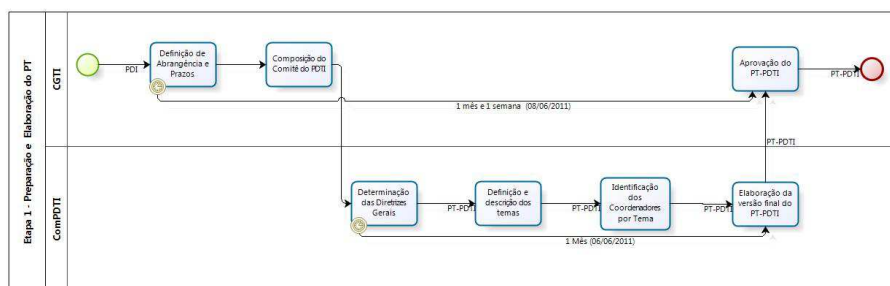 Etapa 1 - Preparação e Elaboração do PT
CGTI
PDI
Definição de
Abrangência e
Prazos
Composição do
Comitê do PDTI
Aprovação do
PT-PDTI
PT-PDTI
1 mês e 1 semana (08/06/2011)
PT-PDTI
ComPDTI
Determinação
das Diretrizes
Gerais
PT-PDTI
Definição e
descrição dos
temas
PT-PDTI
Identificação
dos
Coordenadores
por Tema
PT-PDTI
Elaboração da
versão final do
PT-PDTI
1 Mês (06/06/2011)